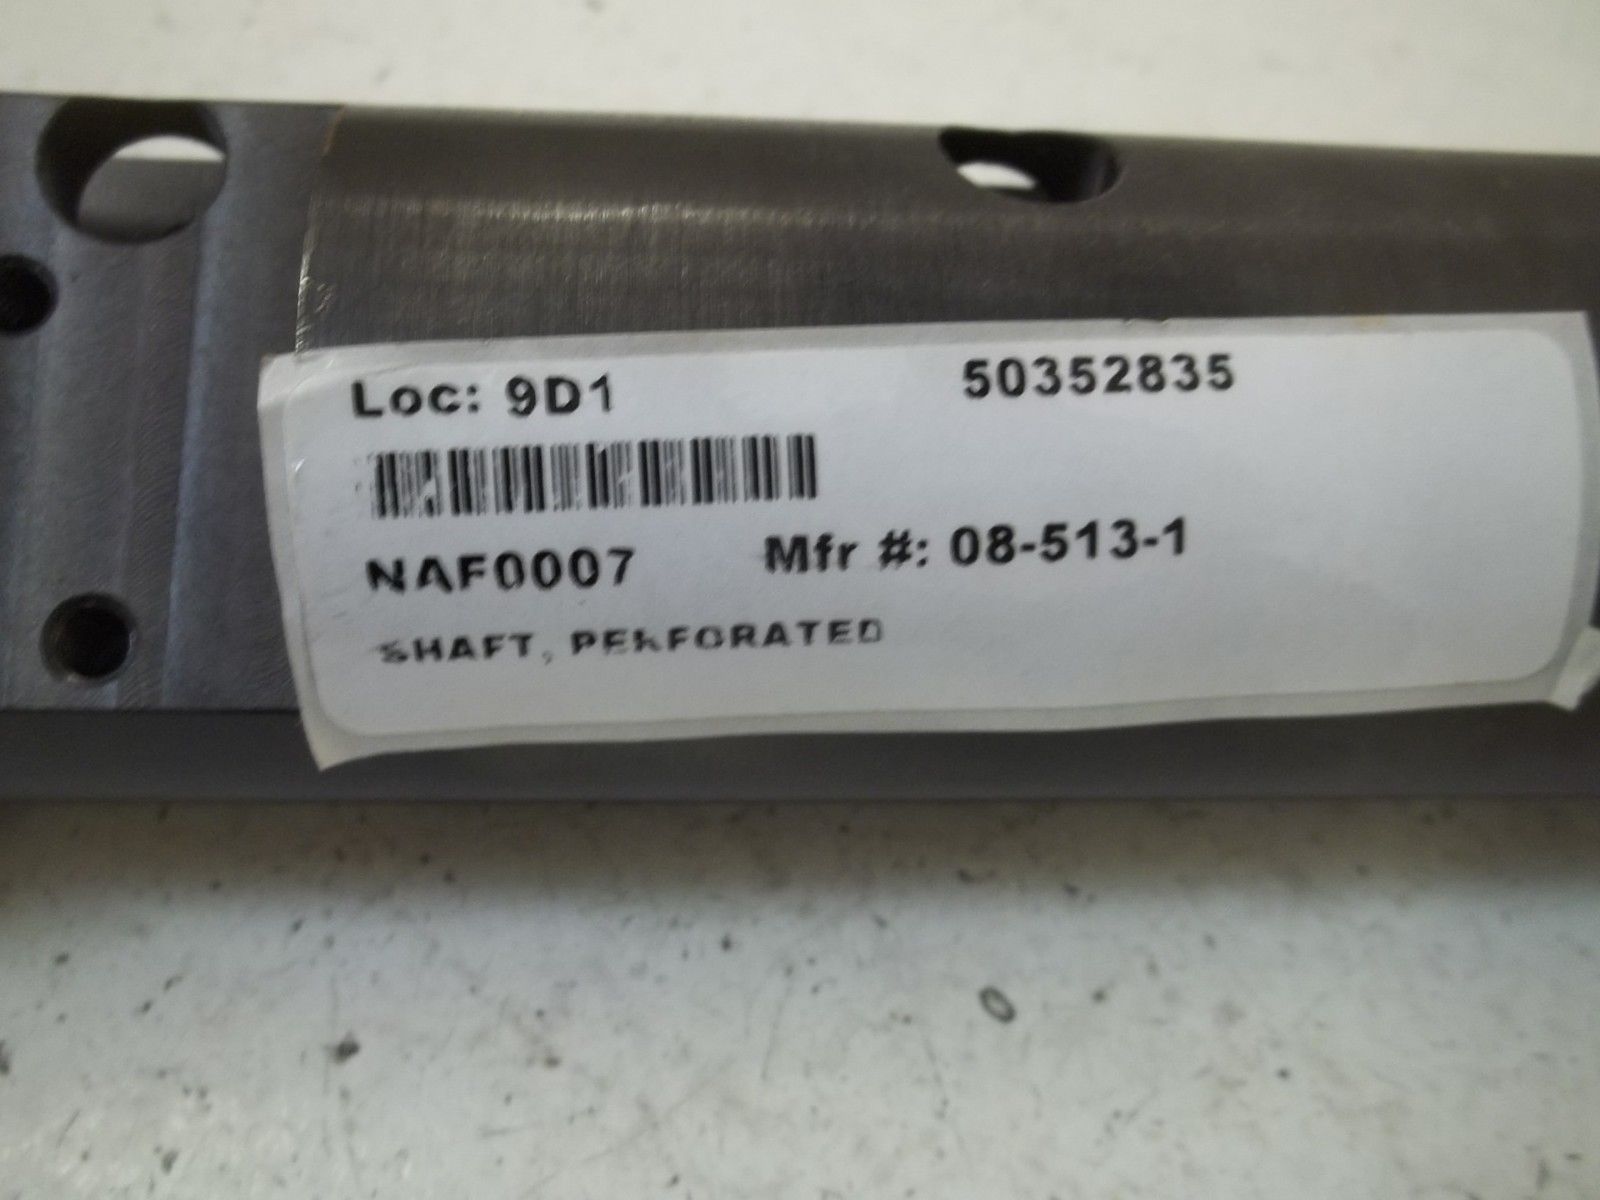 Loc: 9D1 50352835
NAF0007 Mfr #: 08-513-1
SHAFT, PERFORATED